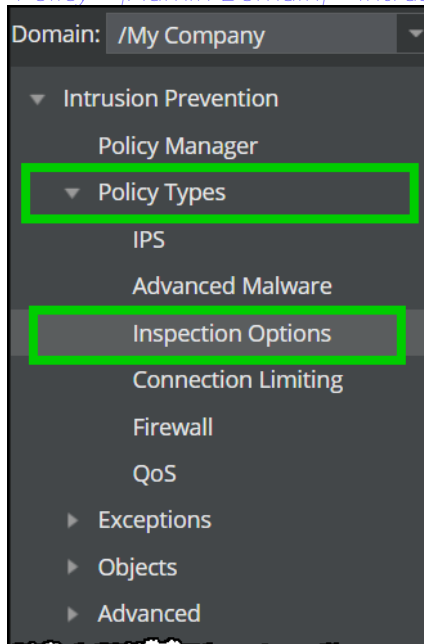 Domain: /My Company
Intrusion Prevention
Policy Manager
Policy Types
IPS
Advanced Malware
Inspection Options
Connection Limiting
Firewall
QoS
Exceptions
Objects
Advanced